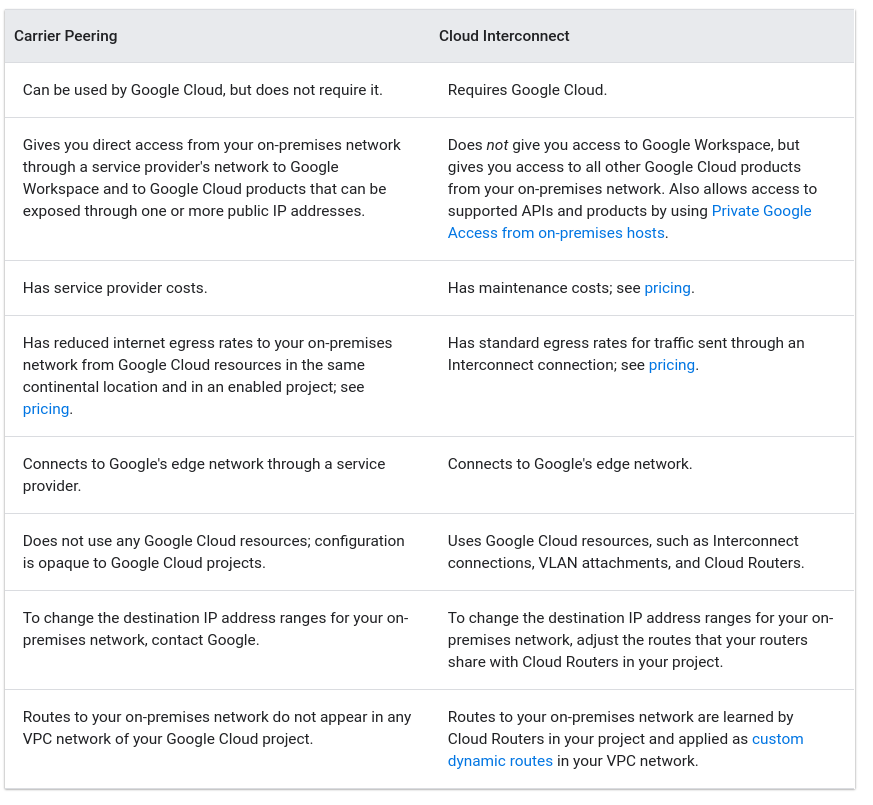 Carrier Peering
Cloud Interconnect
Can be used by Google Cloud, but does not require it.
Requires Google Cloud.
Gives you direct access from your on-premises network
through a service provider's network to Google
Workspace and to Google Cloud products that can be
exposed through one or more public IP addresses.
Does not give you access to Google Workspace, but
gives you access to all other Google Cloud products
from your on-premises network. Also allows access to
supported APIs and products by using Private Google
Access from on-premises hosts.
Has service provider costs.
Has maintenance costs; see pricing.
Has reduced internet egress rates to your on-premises
network from Google Cloud resources in the same
continental location and in an enabled project; see
pricing.
Has standard egress rates for traffic sent through an
Interconnect connection; see pricing.
Connects to Google's edge network through a service
provider.
Connects to Google's edge network.
Does not use any Google Cloud resources; configuration
is opaque to Google Cloud projects.
Uses Google Cloud resources, such as Interconnect
connections, VLAN attachments, and Cloud Routers.
To change the destination IP address ranges for your on-
premises network, contact Google.
To change the destination IP address ranges for your on-
premises network, adjust the routes that your routers
share with Cloud Routers in your project.
Routes to your on-premises network do not appear in any
VPC network of your Google Cloud project.
Routes to your on-premises network are learned by
Cloud Routers in your project and applied as custom
dynamic routes in your VPC network.